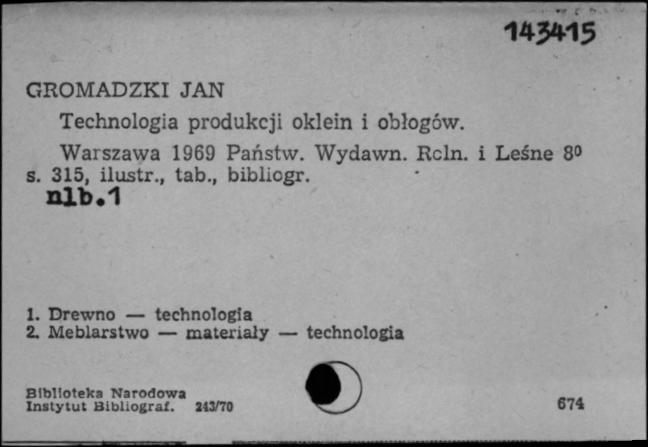 143415
GROMADZKI JAN
Technologia produkcji oklein i obłogów.
Warszawa 1969 Państw. Wydawn. Rcln. i Leśne 8⁰
s. 315, ilustr., tab., bibliogr.
nlb.1
1. Drewno — technologia
2. Meblarstwo — materiały — technologia
Biblioteka Narodowa
Instytut Bibliograf. 243/70
674